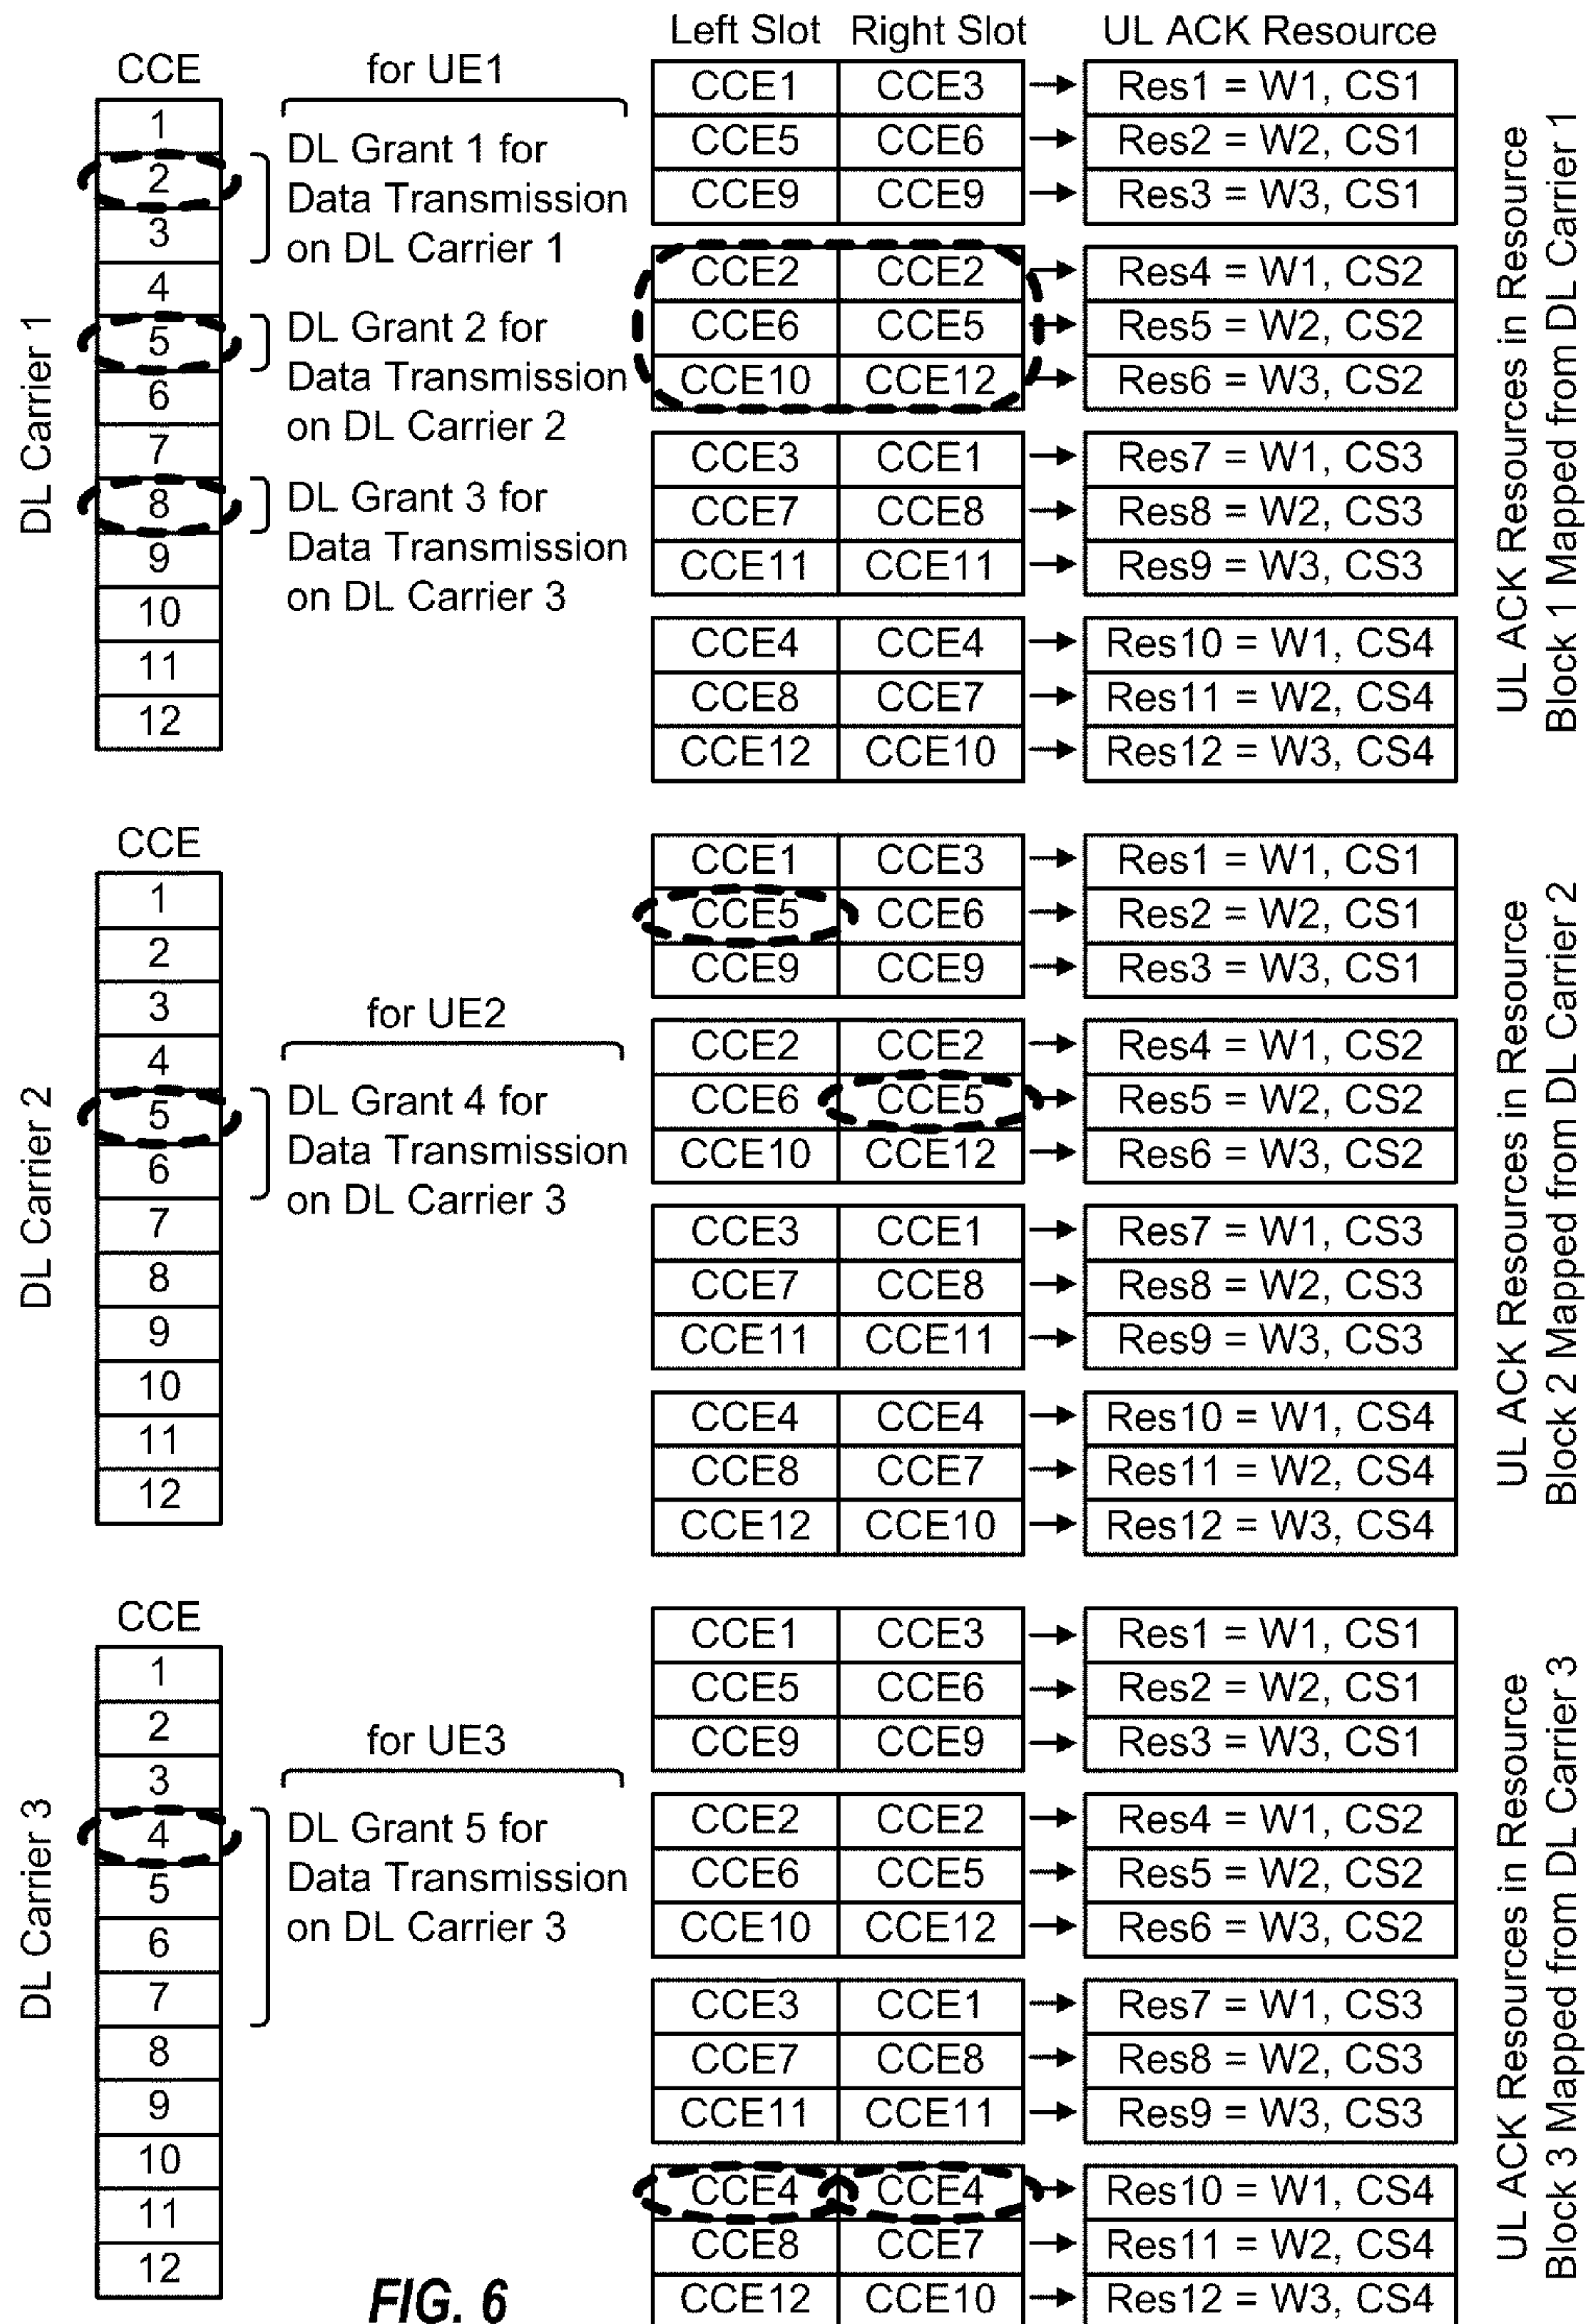 Left Slot Right Slot UL ACK Resource
CCE
for UE1
DL Carrier 1
1
2
3
4
5
6
7
8
9
10
11
12
DL Grant 1 for
Data Transmission
on DL Carrier 1
DL Grant 2 for
Data Transmission
on DL Carrier 2
DL Grant 3 for
Data Transmission
on DL Carrier 3
CCE1 CCE3 Res1 = W1, CS1
CCE5 CCE6 Res2 = W2, CS1
CCE9 CCE9 Res3 = W3, CS1
CCE2 CCE2 Res4 = W1, CS2
CCE6 CCE5 Res5 = W2, CS2
CCE10 CCE12 Res6 = W3, CS2
CCE3 CCE1 Res7 = W1, CS3
CCE7 CCE8 Res8 = W2, CS3
CCE11 CCE11 Res9 = W3, CS3
CCE4 CCE4 Res10 = W1, CS4
CCE8 CCE7 Res11 = W2, CS4
CCE12 CCE10 Res12 = W3, CS4
UL ACK Resources in Resource
Block 1 Mapped from DL Carrier 1
CCE
DL Carrier 2
1
2
3
4
5
6
7
8
9
10
11
12
for UE2
DL Grant 4 for
Data Transmission
on DL Carrier 3
CCE1 CCE3 Res1 = W1, CS1
CCE5 CCE6 Res2 = W2, CS1
CCE9 CCE9 Res3 = W3, CS1
CCE2 CCE2 Res4 = W1, CS2
CCE6 CCE5 Res5 = W2, CS2
CCE10 CCE12 Res6 = W3, CS2
CCE3 CCE1 Res7 = W1, CS3
CCE7 CCE8 Res8 = W2, CS3
CCE11 CCE11 Res9 = W3, CS3
CCE4 CCE4 Res10 = W1, CS4
CCE8 CCE7 Res11 = W2, CS4
CCE12 CCE10 Res12 = W3, CS4
UL ACK Resources in Resource
Block 2 Mapped from DL Carrier 2
CCE
DL Carrier 3
1
2
3
4
5
6
7
8
9
10
11
12
for UE3
DL Grant 5 for
Data Transmission
on DL Carrier 3
CCE1 CCE3 Res1 = W1, CS1
CCE5 CCE6 Res2 = W2, CS1
CCE9 CCE9 Res3 = W3, CS1
CCE2 CCE2 Res4 = W1, CS2
CCE6 CCE5 Res5 = W2, CS2
CCE10 CCE12 Res6 = W3, CS2
CCE3 CCE1 Res7 = W1, CS3
CCE7 CCE8 Res8 = W2, CS3
CCE11 CCE11 Res9 = W3, CS3
CCE4 CCE4 Res10 = W1, CS4
CCE8 CCE7 Res11 = W2, CS4
CCE12 CCE10 Res12 = W3, CS4
UL ACK Resources in Resource
Block 3 Mapped from DL Carrier 3
FIG. 6